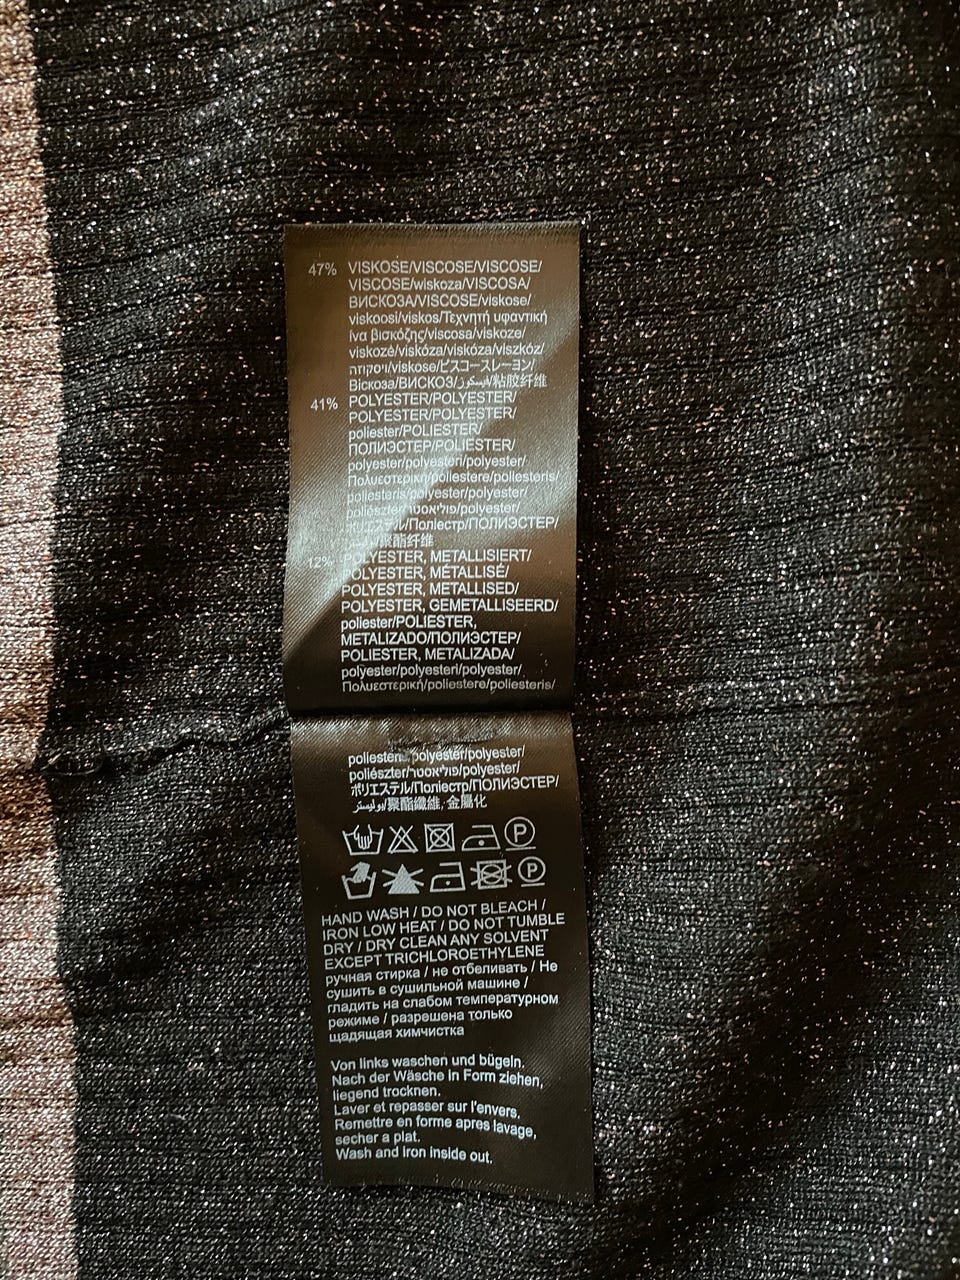 47% VISKOSE/VISCOSE/VISCOSE/
VISCOSE/wiskoza/VISCOSA/
ВИСКОЗА/VISCOSE/viskose/
viskoosi/viskos/Τεχνητή υφαντική
ίνα βισκόζης/viscosa/viskoze/
viskozė/viskóza/viskóza/viszkóz/
ויסקוזה/viskose/ビスコースレーヨン/
Віскоза/ВИСКОЗ/فيسكوز/粘胶纤维
41% POLYESTER/POLYESTER/
POLYESTER/POLYESTER/
poliester/POLIESTER/
ПОЛИЭСТЕР/POLIESTER/
polyester/polyesteri/polyester/
Πολυεστερική/poliestere/poliesteris/
poliesteris/polyester/polyester/
poliészter/פוליאסטר/polyester/
ポリエステル/Поліестр/ПОЛИЭСТЕР/
聚酯纤维
12% POLYESTER, METALLISIERT/
POLYESTER, MÉTALLISÉ/
POLYESTER, METALLISED/
POLYESTER, GEMETALLISEERD/
poliester/POLIESTER,
METALIZADO/ПОЛИЭСТЕР/
POLIESTER, METALIZADA/
polyester/polyesteri/polyester/
Πολυεστερική/poliestere/poliesteris/
poliesteris/polyester/polyester/
poliészter/פוליאסטר/polyester/
ポリエステル/Поліестр/ПОЛИЭСТЕР/
بوليستر/聚酯纖維, 金屬化
P
P
HAND WASH / DO NOT BLEACH /
IRON LOW HEAT / DO NOT TUMBLE
DRY / DRY CLEAN ANY SOLVENT
EXCEPT TRICHLOROETHYLENE
ручная стирка / не отбеливать / Не
сушить в сушильной машине /
гладить на слабом температурном
режиме / разрешена только
щадящая химчистка
Von links waschen und bügeln.
Nach der Wäsche in Form ziehen,
liegend trocknen.
Laver et repasser sur l'envers.
Remettre en forme apres lavage,
secher a plat.
Wash and iron inside out.